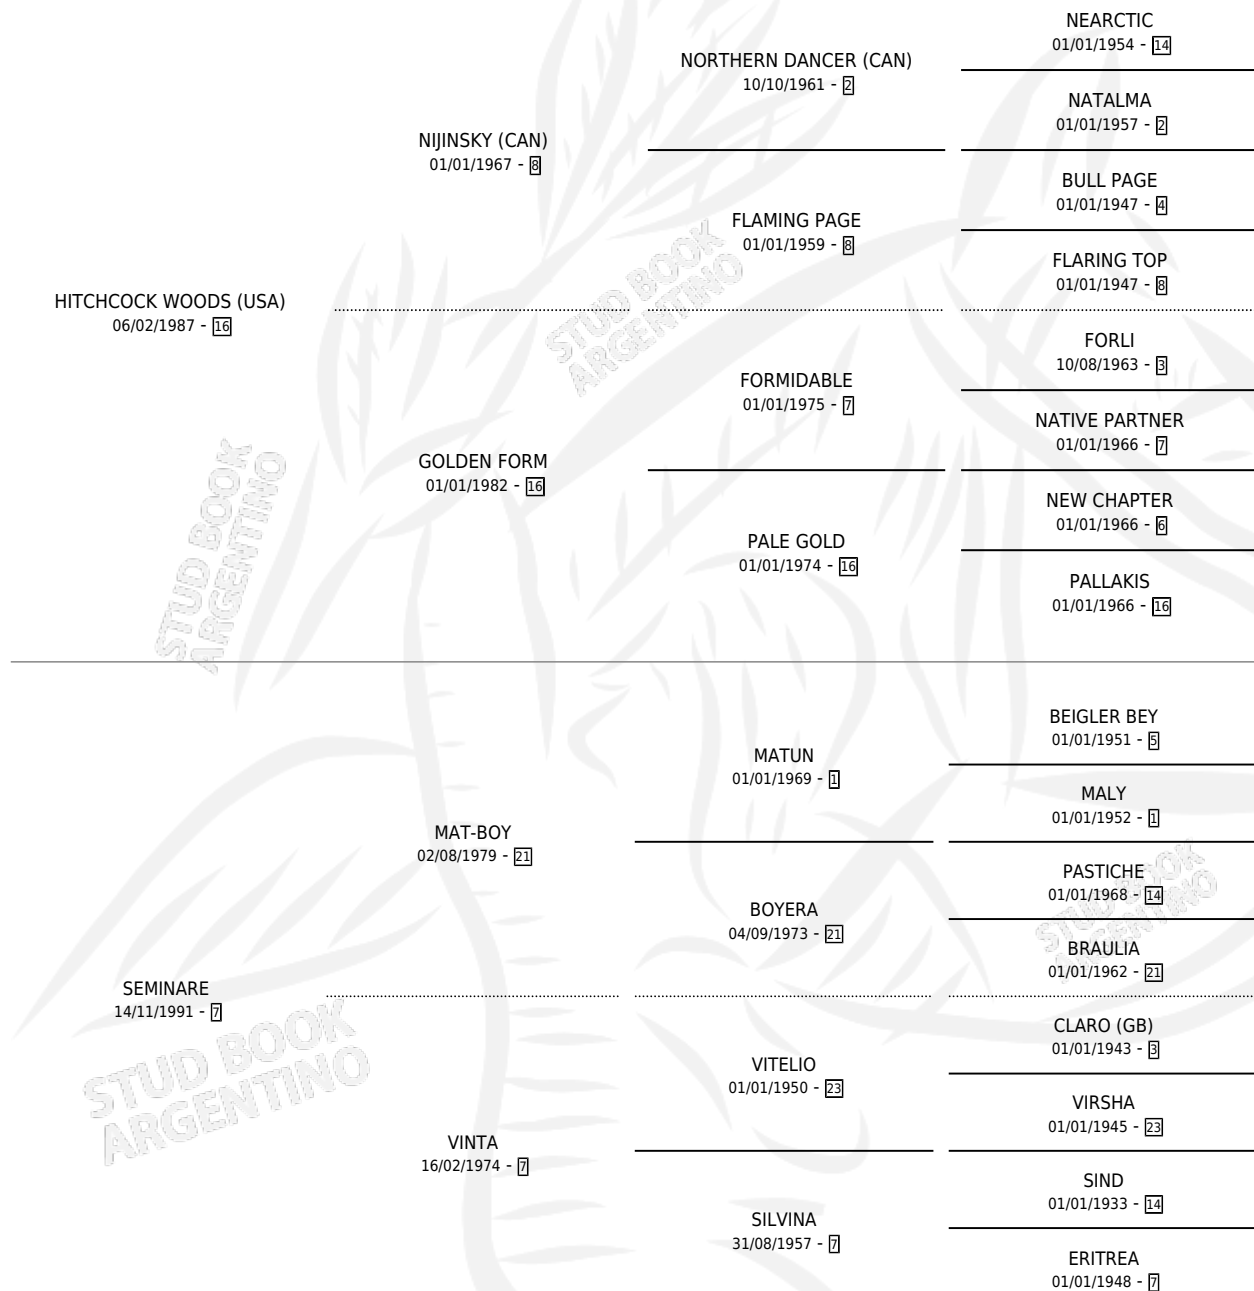 NEARCTIC
01/01/1954 - 14
NORTHERN DANCER (CAN)
10/10/1961 - 2
NATALMA
01/01/1957 - 2
NIJINSKY (CAN)
01/01/1967 - 8
BULL PAGE
01/01/1947 - 4
FLAMING PAGE
01/01/1959 - 8
FLARING TOP
01/01/1947 - 8
HITCHCOCK WOODS (USA)
06/02/1987 - 16
FORLI
10/08/1963 - 3
FORMIDABLE
01/01/1975 - 7
NATIVE PARTNER
01/01/1966 - 7
GOLDEN FORM
01/01/1982 - 16
NEW CHAPTER
01/01/1966 - 6
PALE GOLD
01/01/1974 - 16
PALLAKIS
01/01/1966 - 16
BEIGLER BEY
01/01/1951 - 5
MATUN
01/01/1969 - 1
MALY
01/01/1952 - 1
MAT-BOY
02/08/1979 - 21
PASTICHE
01/01/1968 - 14
BOYERA
04/09/1973 - 21
BRAULIA
01/01/1962 - 21
SEMINARE
14/11/1991 - 7
CLARO (GB)
01/01/1943 - 3
VITELIO
01/01/1950 - 23
VIRSHA
01/01/1945 - 23
VINTA
16/02/1974 - 7
SIND
01/01/1933 - 14
SILVINA
31/08/1957 - 7
ERITREA
01/01/1948 - 7
STUD BOOK
ARGENTINO
STUD BOOK
ARGENTINO
STUD BOOK
ARGENTINO
STUD BOOK
ARGENTINO